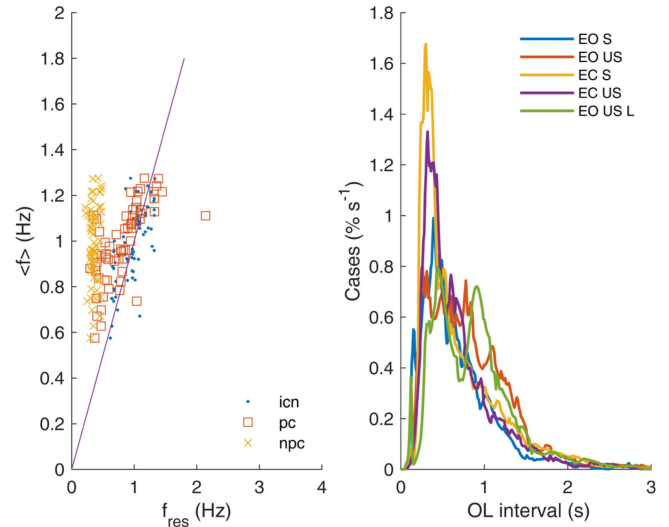 2
1.8
1.6
1.4
1.2
1
0.8
0.6
0.4
0.2
0
<f> (Hz)
0 1 2 3 4
f_res (Hz)
icn
pc
npc
1.8
1.6
1.4
1.2
1
0.8
0.6
0.4
0.2
0
Cases (% s⁻¹)
0 1 2 3
OL interval (s)
EO S
EO US
EC S
EC US
EO US L